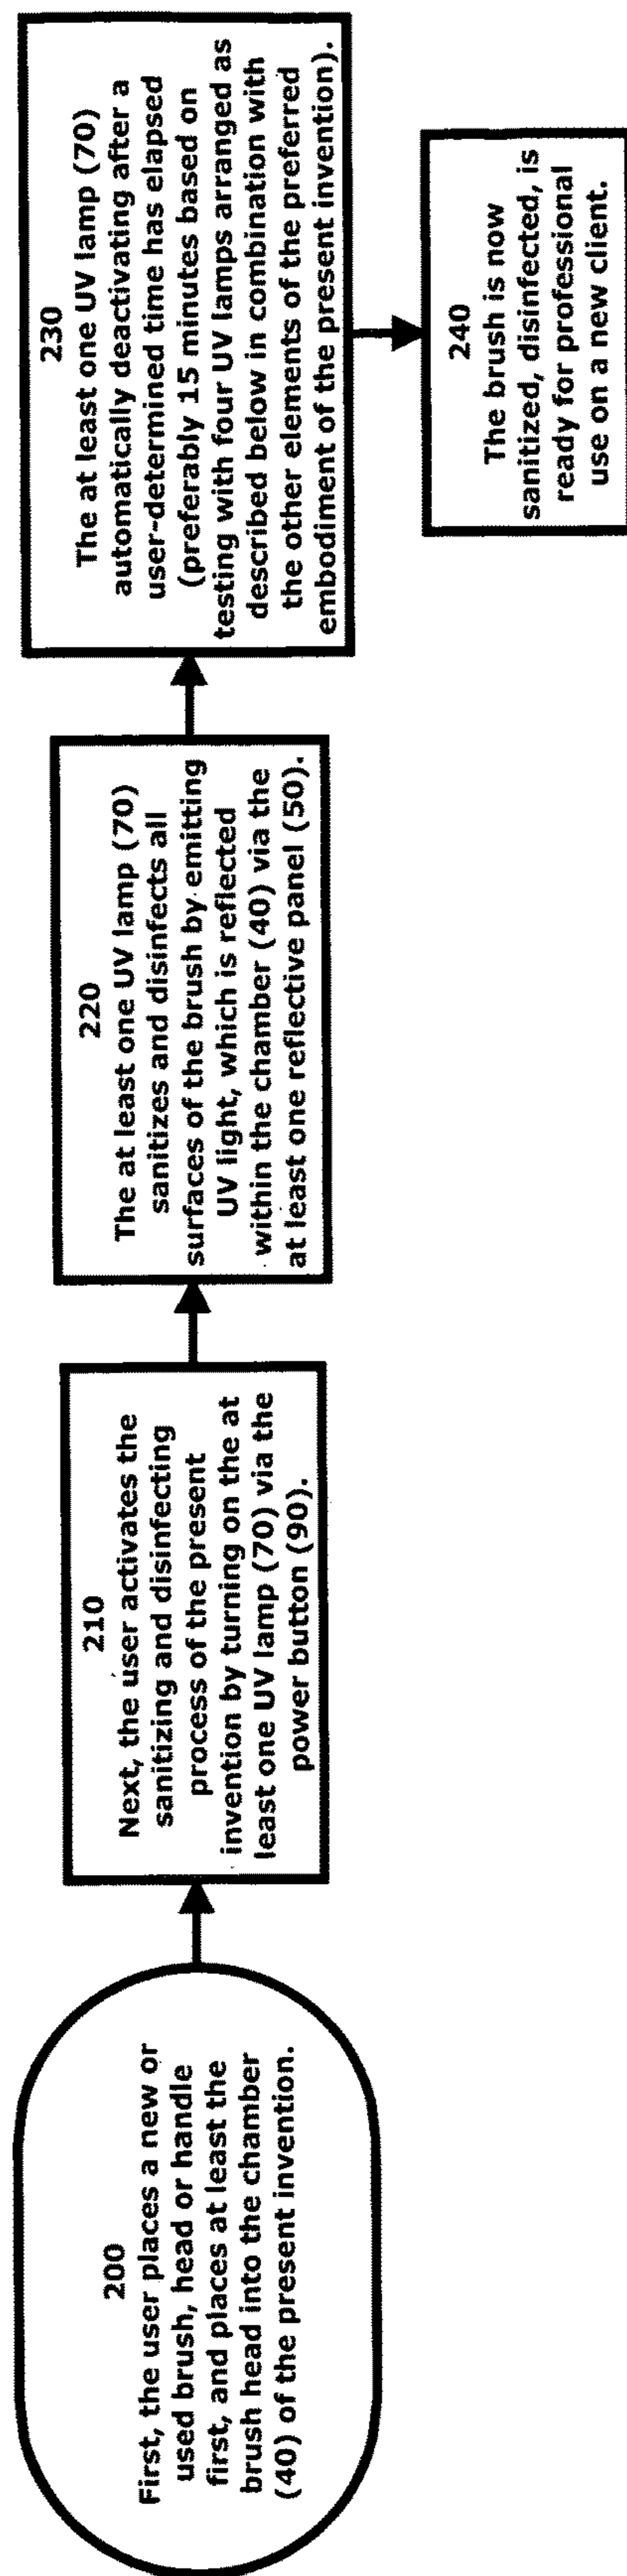 200
First, the user places a new or
used brush, head or handle
first, and places at least the
brush head into the chamber
(40) of the present invention.
210
Next, the user activates the
sanitizing and disinfecting
process of the present
invention by turning on the at
least one UV lamp (70) via the
power button (90).
220
The at least one UV lamp (70)
sanitizes and disinfects all
surfaces of the brush by emitting
UV light, which is reflected
within the chamber (40) via the
at least one reflective panel (50).
230
The at least one UV lamp (70)
automatically deactivating after a
user-determined time has elapsed
(preferably 15 minutes based on
testing with four UV lamps arranged as
described below in combination with
the other elements of the preferred
embodiment of the present invention).
240
The brush is now
sanitized, disinfected, is
ready for professional
use on a new client.